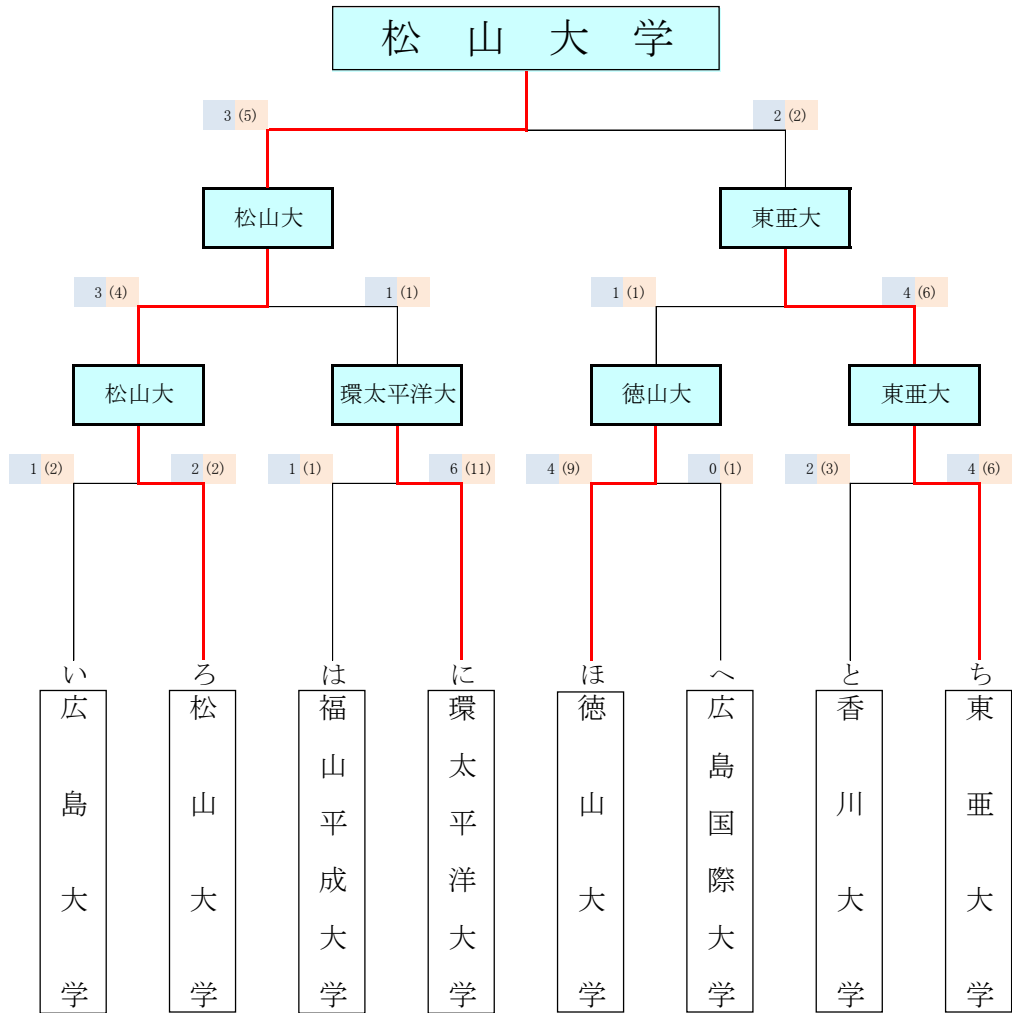 松山大学
3 (5) 2 (2)
松山大 東亜大
3 (4) 1 (1) 1 (1) 4 (6)
松山大 環太平洋大 徳山大 東亜大
1 (2) 2 (2) 1 (1) 6 (11) 4 (9) 0 (1) 2 (3) 4 (6)
い ろ は に ほ へ と ち
広島大学
松山大学
福山平成大学
環太平洋大学
徳山大学
広島国際大学
香川大学
東亜大学